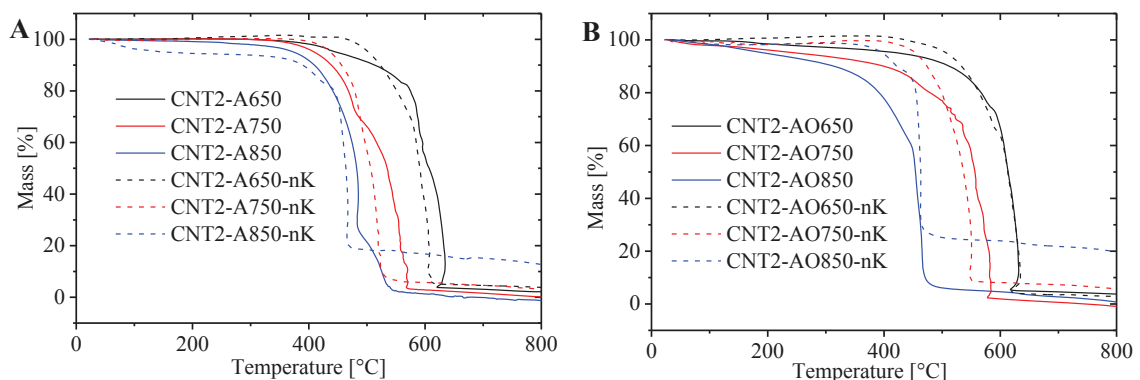 A
100
80
60
40
20
0
Mass [%]
CNT2-A650
CNT2-A750
CNT2-A850
CNT2-A650-nK
CNT2-A750-nK
CNT2-A850-nK
0 200 400 600 800
Temperature [°C]
B
100
80
60
40
20
0
Mass [%]
CNT2-AO650
CNT2-AO750
CNT2-AO850
CNT2-AO650-nK
CNT2-AO750-nK
CNT2-AO850-nK
0 200 400 600 800
Temperature [°C]